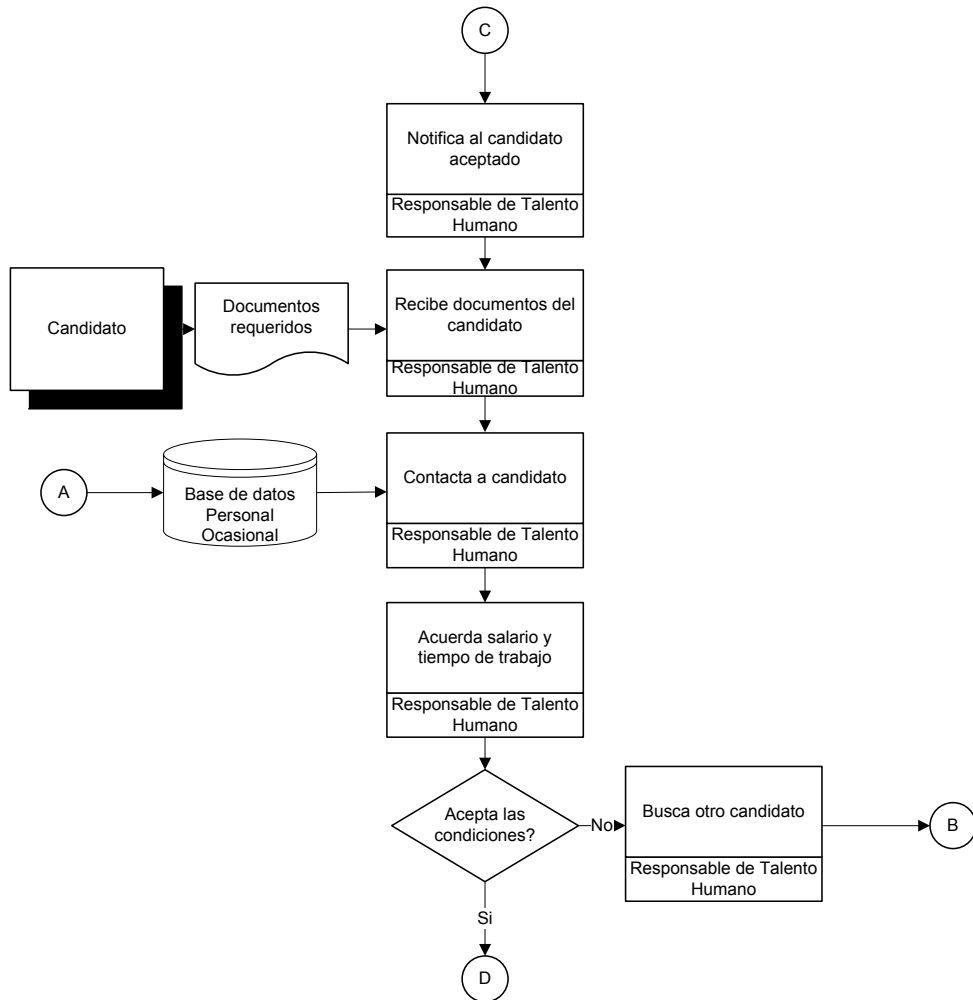 C
Notifica al candidato
aceptado
Responsable de Talento
Humano
Candidato
Documentos
requeridos
Recibe documentos del
candidato
Responsable de Talento
Humano
A
Base de datos
Personal
Ocasional
Contacta a candidato
Responsable de Talento
Humano
Acuerda salario y
tiempo de trabajo
Responsable de Talento
Humano
Acepta las
condiciones?
No
Busca otro candidato
Responsable de Talento
Humano
B
Si
D